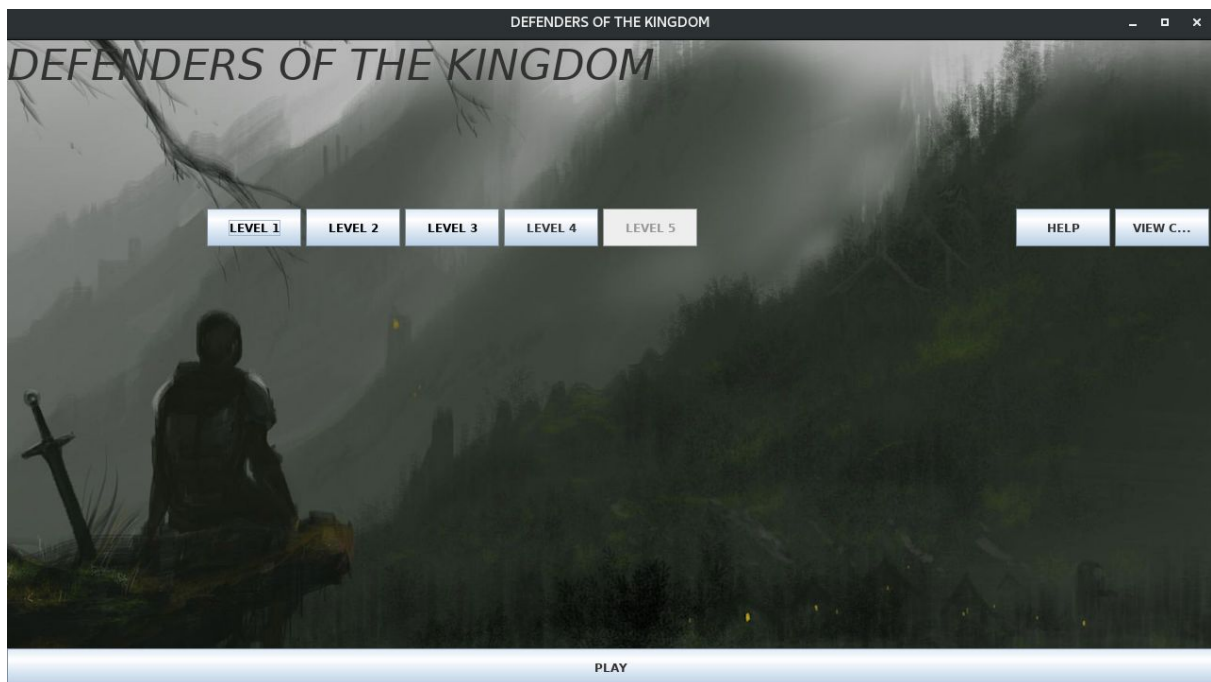 DEFENDERS OF THE KINGDOM
DEFENDERS OF THE KINGDOM
LEVEL 1 LEVEL 2 LEVEL 3 LEVEL 4 LEVEL 5 HELP VIEW C...
PLAY